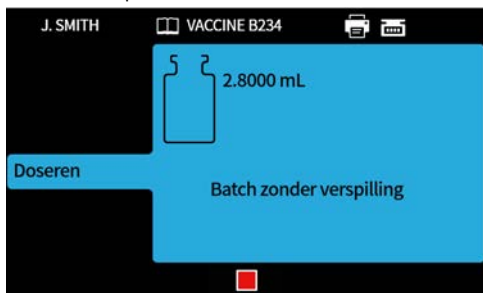 J. SMITH VACCINE B234
2.8000 mL
Doseren
Batch zonder verspilling